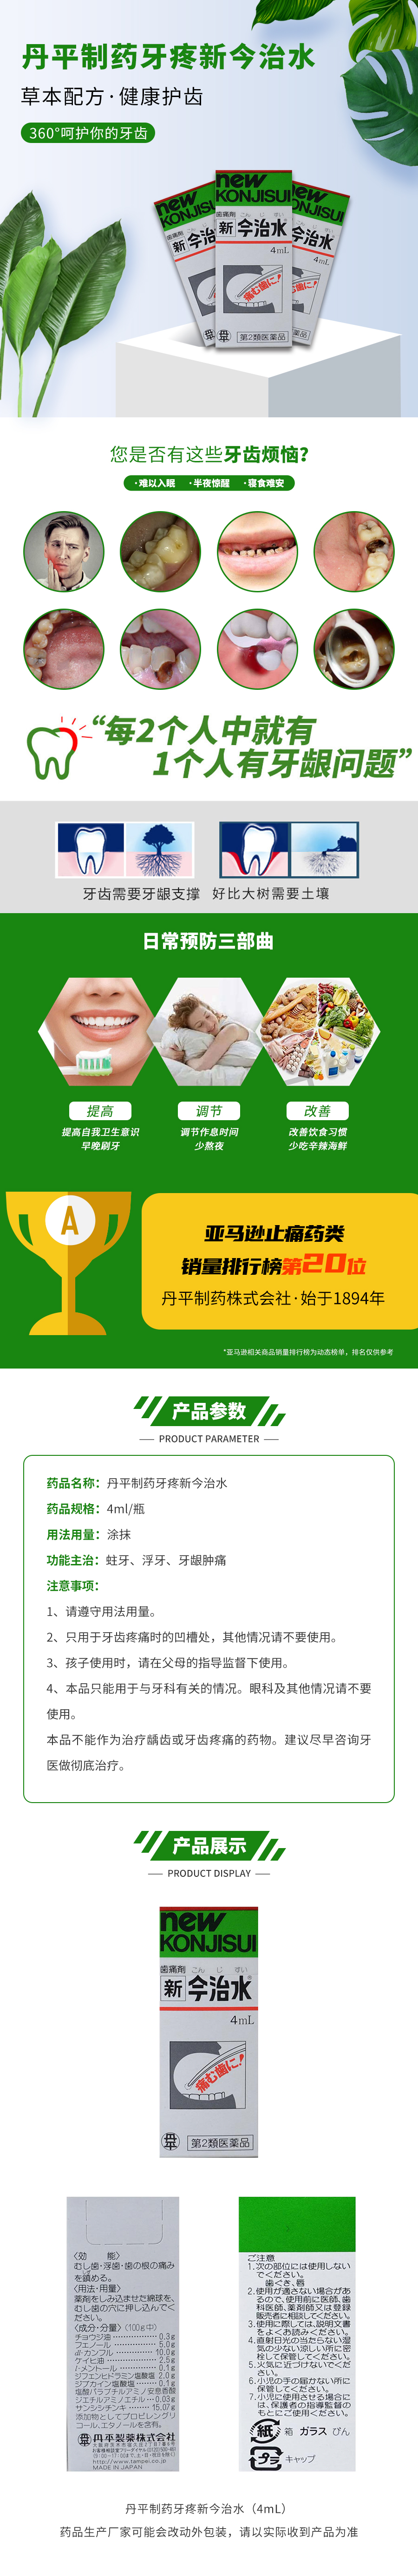 丹平制药牙疼新今治水
草本配方·健康护齿
360°呵护你的牙齿
new
KONJISUI
歯痛剤 こんじすい
新 今治水
4mL
痛む歯に!
第2類医薬品
您是否有这些牙齿烦恼?
·难以入眠 ·半夜惊醒 ·寝食难安
“每2个人中就有
1个人有牙龈问题”
牙齿需要牙龈支撑 好比大树需要土壤
日常预防三部曲
提高 调节 改善
提高自我卫生意识 调节作息时间 改善饮食习惯
早晚刷牙 少熬夜 少吃辛辣海鲜
A
亚马逊止痛药类
销量排行榜第20位
丹平制药株式会社·始于1894年
*亚马逊相关商品销量排行榜为动态榜单，排名仅供参考
产品参数
PRODUCT PARAMETER
药品名称：丹平制药牙疼新今治水
药品规格：4ml/瓶
用法用量：涂抹
功能主治：蛀牙、浮牙、牙龈肿痛
注意事项：
1、请遵守用法用量。
2、只用于牙齿疼痛时的凹槽处，其他情况请不要使用。
3、孩子使用时，请在父母的指导监督下使用。
4、本品只能用于与牙科有关的情况。眼科及其他情况请不要
使用。
本品不能作为治疗龋齿或牙齿疼痛的药物。建议尽早咨询牙
医做彻底治疗。
产品展示
PRODUCT DISPLAY
new
KONJISUI
歯痛剤 こんじすい
新 今治水
4mL
痛む歯に!
丹平
第2類医薬品
〈効 能〉
むし歯・浮歯・歯の根の痛み
を鎮める。
〈用法・用量〉
薬剤をしみ込ませた綿球を、
むし歯の穴に押し込んでく
ださい。
〈成分・分量〉(100g中)
チョウジ油 0.3g
フェノール 5.0g
dl-カンフル 10.0g
ケイヒ油 2.8g
l-メントール 0.1g
ジフェンヒドラミン塩酸塩 2.0g
ジブカイン塩酸塩 0.1g
塩酸パラブチルアミノ安息香酸
ジエチルアミノエチル 0.03g
サンシシチンキ 15.07g
添加物としてプロピレングリ
コール、エタノールを含有。
丹平製薬株式会社
http://www.tampei.co.jp
MADE IN JAPAN
ご注意
1.次の部位には使用しない
でください。
歯ぐき、唇
2.使用が適さない場合があ
るので、使用前に医師、歯
科医師、薬剤師又は登録
販売者に相談してください。
3.使用に際しては、説明文書
をよくお読みください。
4.直射日光の当たらない湿
気の少ない涼しい所に密
栓して保管してください。
5.火気に近づけないでくだ
さい。
6.小児の手の届かない所に
保管してください。
7.小児に使用させる場合に
は、保護者の指導監督の
もとにご使用ください。
紙 箱 ガラス びん
プラ キャップ
丹平制药牙疼新今治水（4mL）
药品生产厂家可能会改动外包装，请以实际收到产品为准